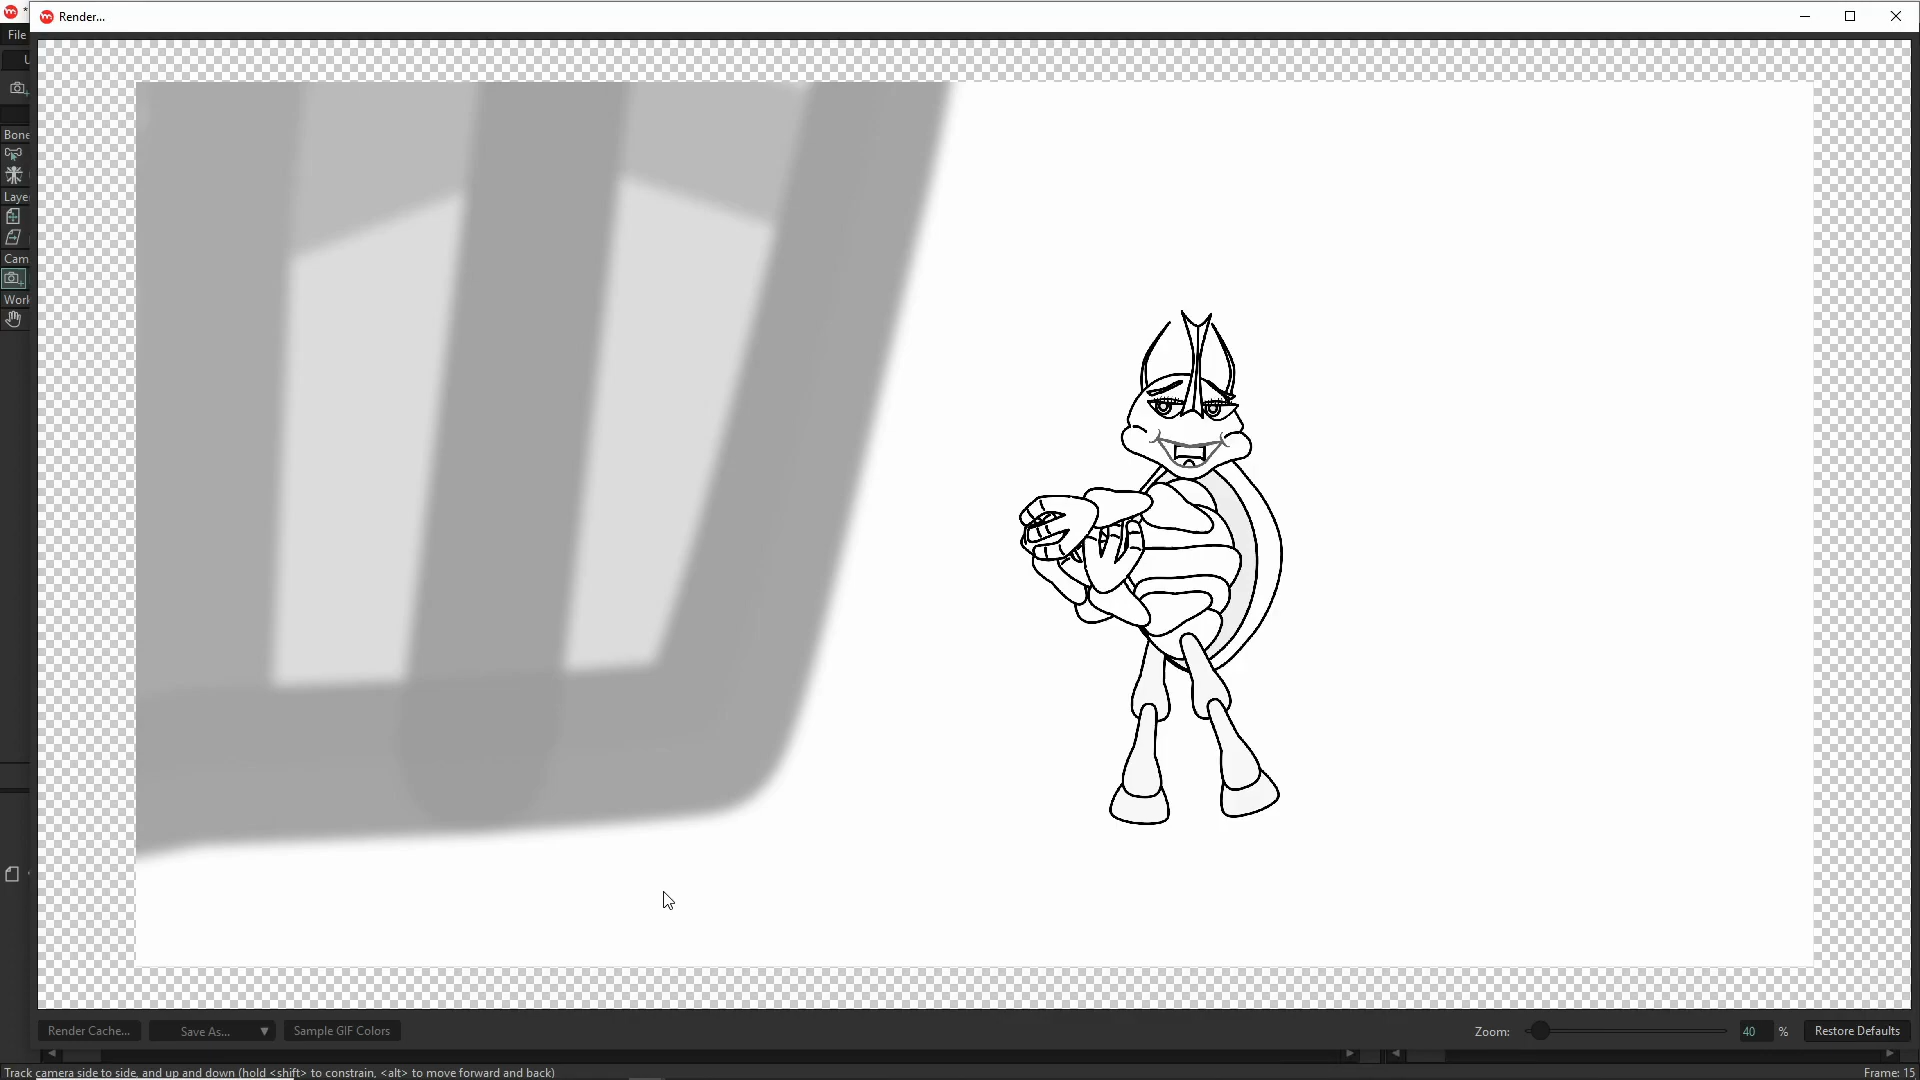 Render...
File
U
Bone
Laye
Cam
Work
Render Cache...
Save As...
Sample GIF Colors
Zoom:
40
%
Restore Defaults
Track camera side to side, and up and down (hold <shift> to constrain, <alt> to move forward and back)
Frame: 15